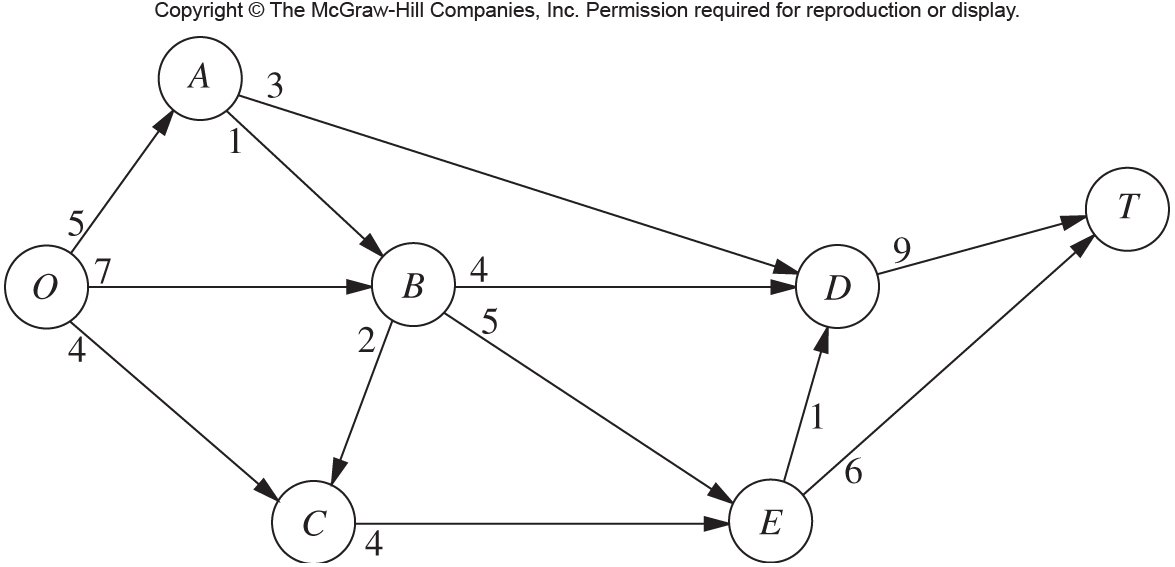 Copyright © The McGraw-Hill Companies, Inc. Permission required for reproduction or display.
A
3
1
T
5
9
O
7
B
4
D
4
2
5
1
6
C
4
E